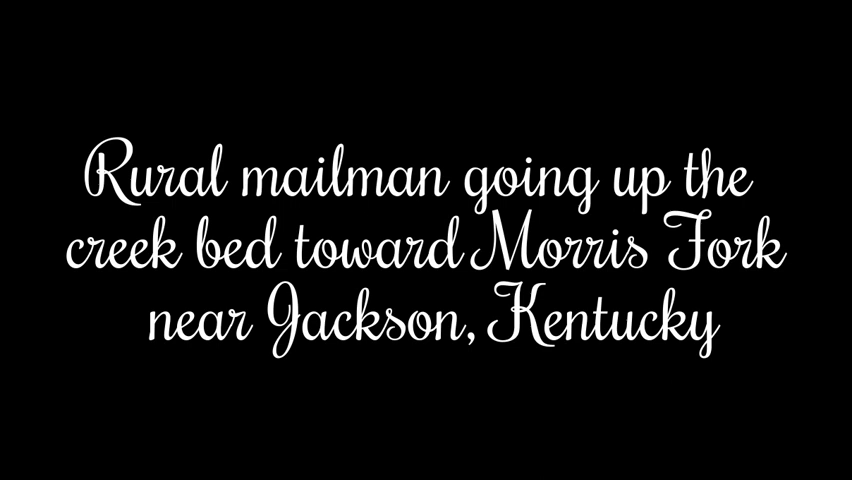 Rural mailman going up the
creek bed toward Morris Fork
near Jackson, Kentucky